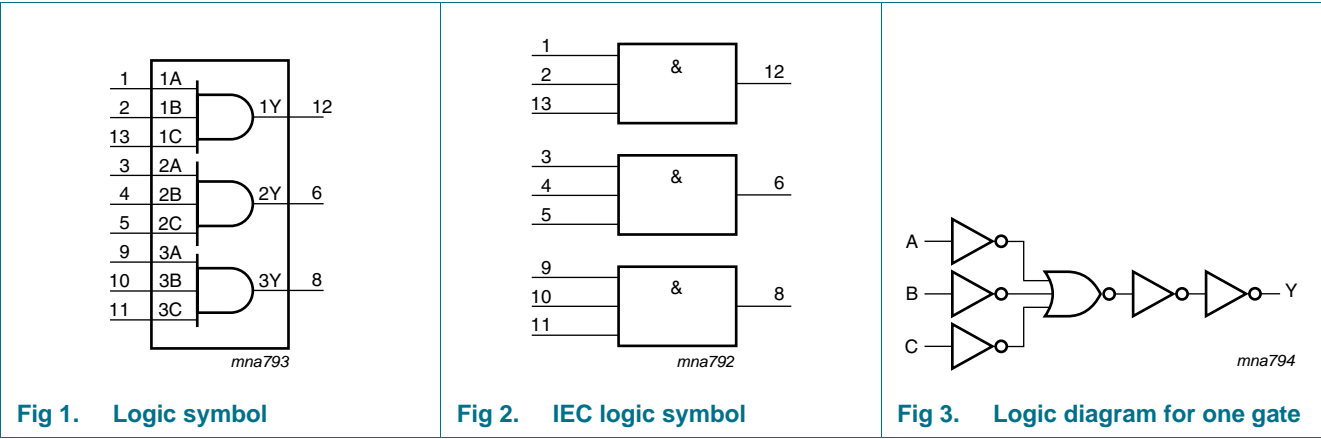 1 1A
2 1B 1Y 12
13 1C
3 2A
4 2B 2Y 6
5 2C
9 3A
10 3B 3Y 8
11 3C
mna793
Fig 1. Logic symbol
1
2 & 12
13
3
4 & 6
5
9
10 & 8
11
mna792
Fig 2. IEC logic symbol
A
B Y
C
mna794
Fig 3. Logic diagram for one gate